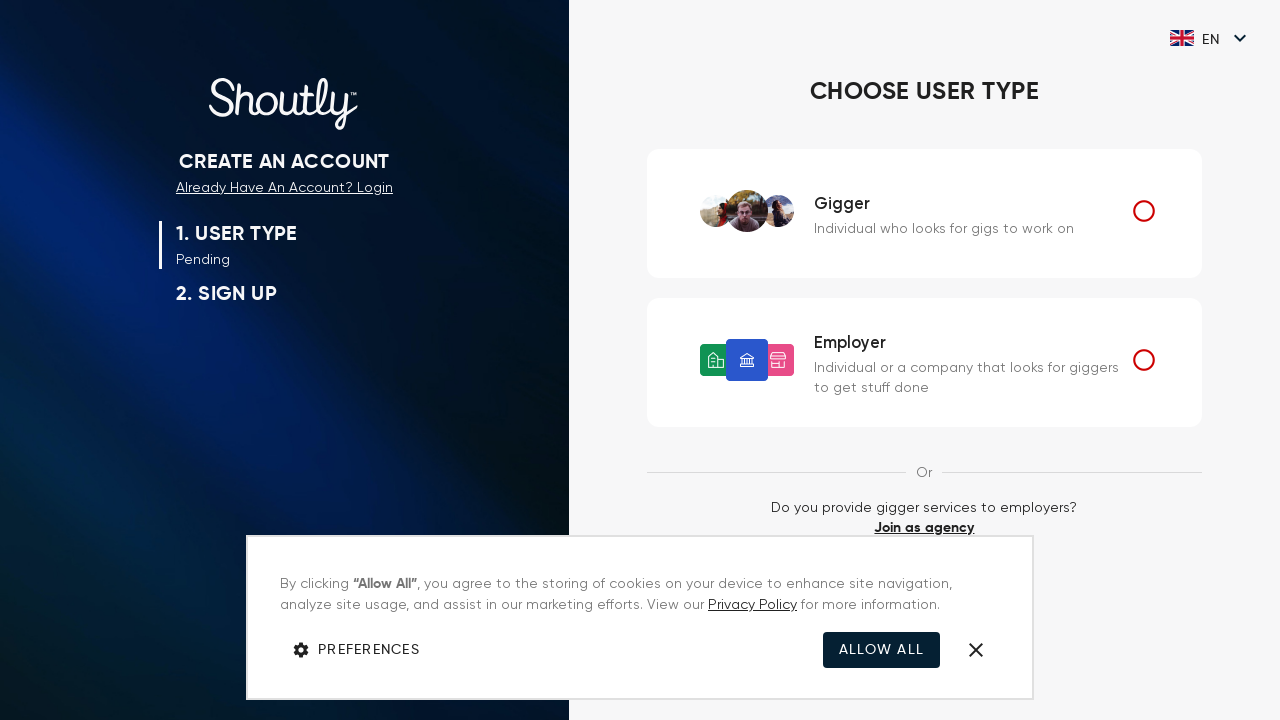 Shoutly™
CREATE AN ACCOUNT
Already Have An Account? Login
1. USER TYPE
Pending
2. SIGN UP
EN
CHOOSE USER TYPE
Gigger
Individual who looks for gigs to work on
Employer
Individual or a company that looks for giggers
to get stuff done
Or
Do you provide gigger services to employers?
Join as agency
By clicking “Allow All”, you agree to the storing of cookies on your device to enhance site navigation,
analyze site usage, and assist in our marketing efforts. View our Privacy Policy for more information.
PREFERENCES
ALLOW ALL